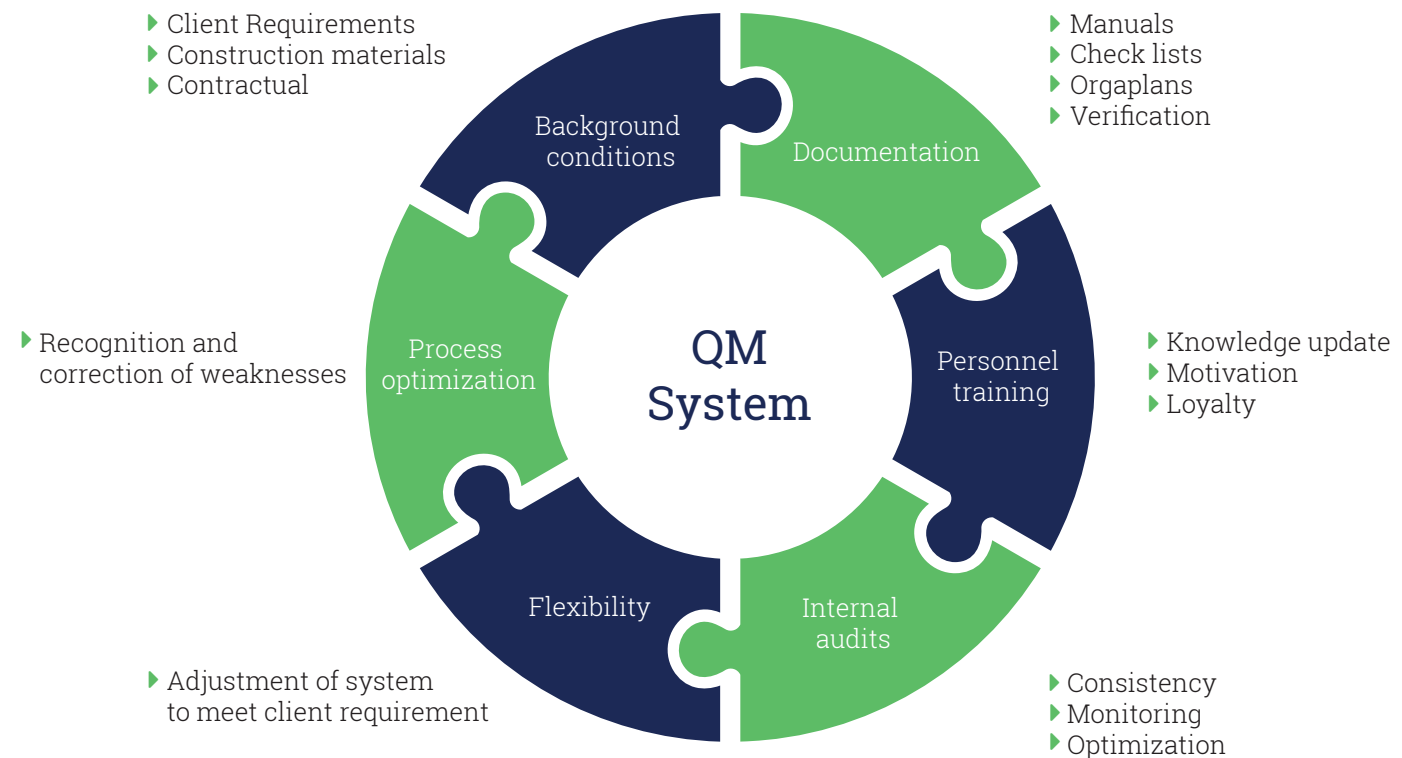 Client Requirements
Construction materials
Contractual
Manuals
Check lists
Orgaplans
Verification
Background
conditions
Documentation
Recognition and
correction of weaknesses
Process
optimization
QM
System
Personnel
training
Knowledge update
Motivation
Loyalty
Flexibility
Internal
audits
Adjustment of system
to meet client requirement
Consistency
Monitoring
Optimization